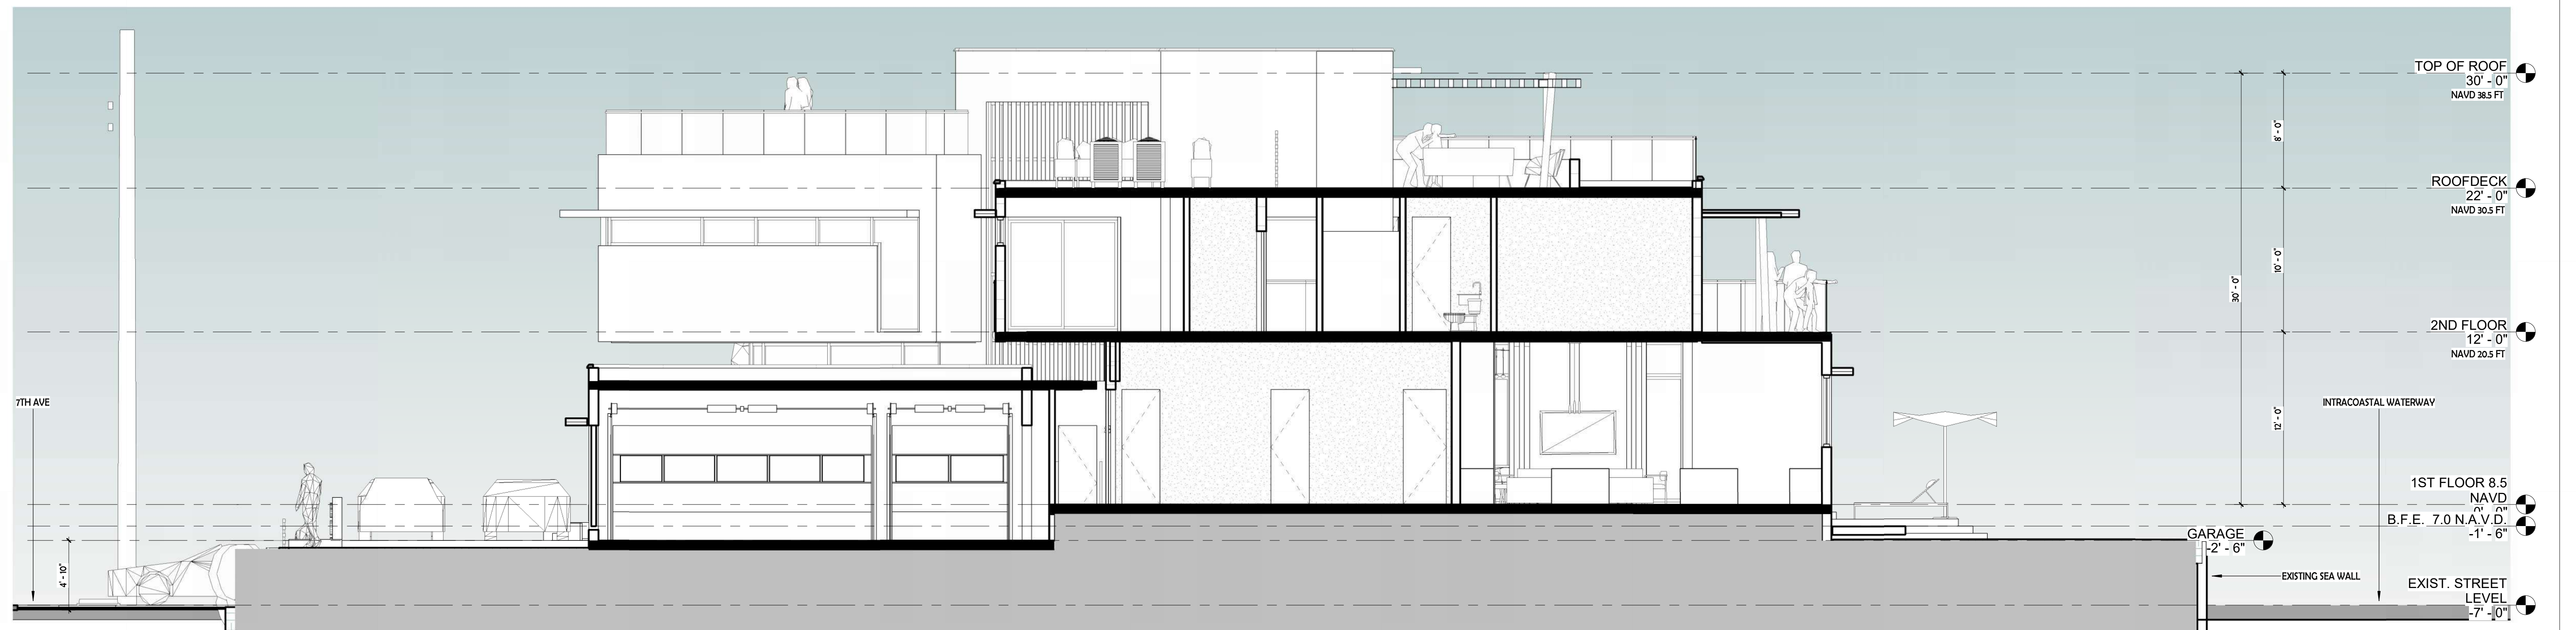 TOP OF ROOF
30' - 0"
NAVD 38.5 FT
8' - 0"
ROOFDECK
22' - 0"
NAVD 30.5 FT
10' - 0"
30' - 0"
2ND FLOOR
12' - 0"
NAVD 20.5 FT
7TH AVE
INTRACOASTAL WATERWAY
12' - 0"
1ST FLOOR 8.5
NAVD
0' - 0"
B.F.E. 7.0 N.A.V.D.
-1' - 6"
GARAGE
-2' - 6"
4' - 10"
EXISTING SEA WALL
EXIST. STREET
LEVEL
-7' - 0"